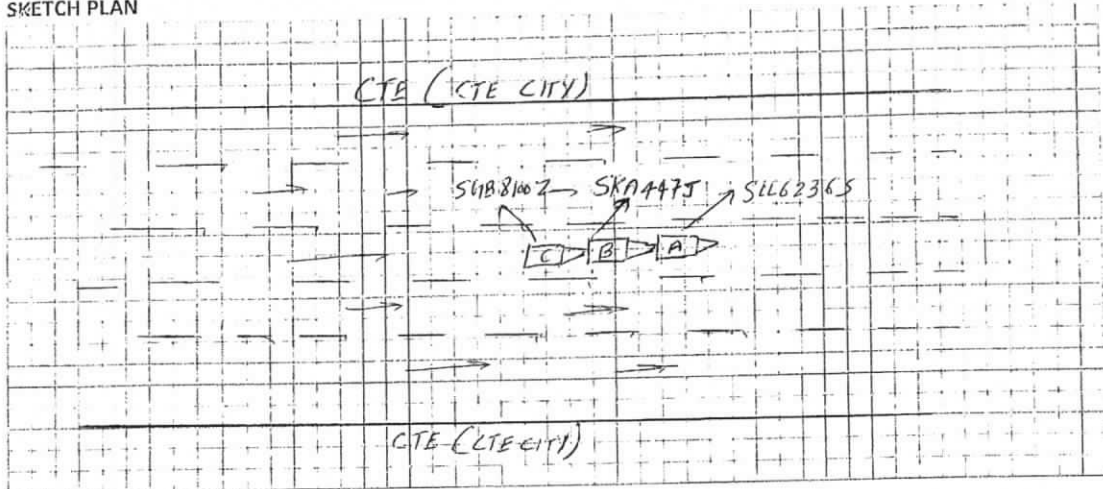 SKETCH PLAN
CTE (CTE CITY)
SGB8100Z SKA447J SLL6236S
C B A
CTE (CTE CITY)